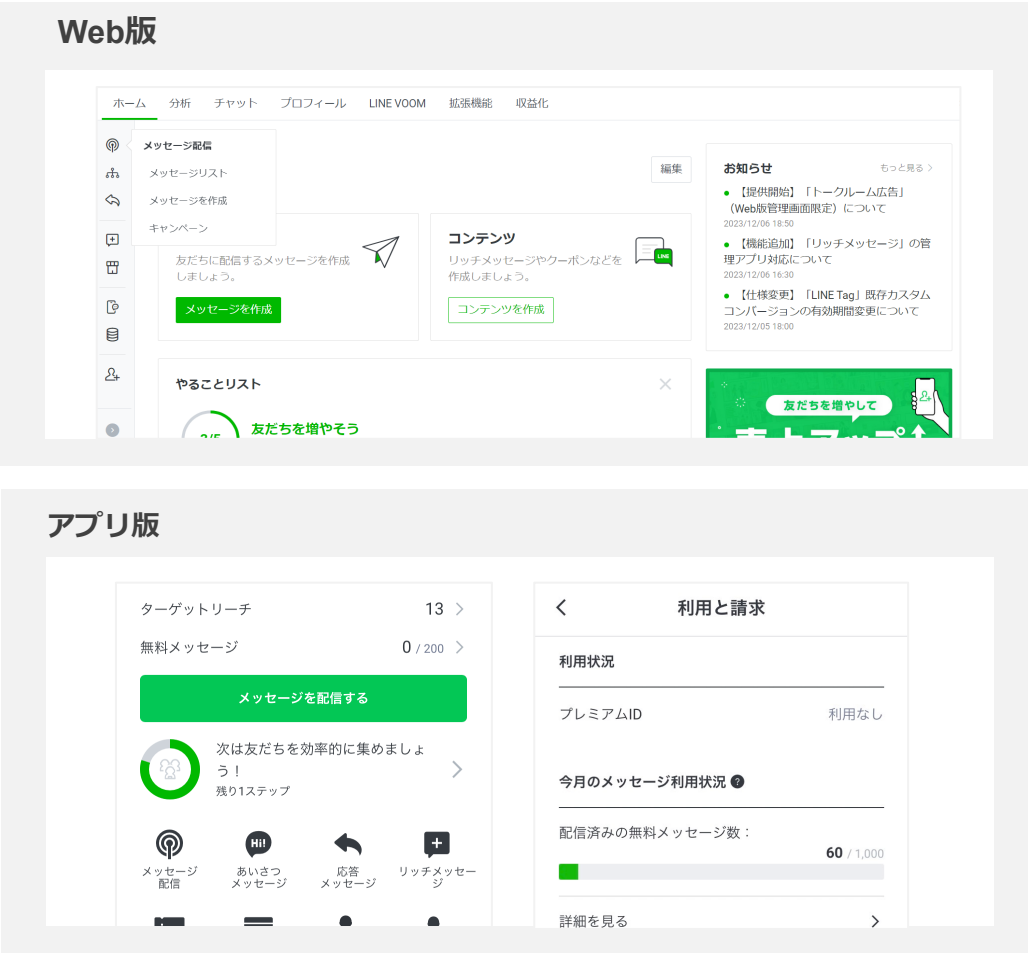 Web版
ホーム 分析 チャット プロフィール LINE VOOM 拡張機能 収益化
メッセージ配信
メッセージリスト
メッセージを作成
キャンペーン
編集
友だちに配信するメッセージを作成
しましょう。
メッセージを作成
コンテンツ
リッチメッセージやクーポンなどを
作成しましょう。
LINE
コンテンツを作成
やることリスト
友だちを増やそう
お知らせ
もっと見る
【提供開始】「トークルーム広告」
（Web版管理画面限定）について
2023/12/06 18:50
【機能追加】「リッチメッセージ」の管
理アプリ対応について
2023/12/06 16:30
【仕様変更】「LINE Tag」既存カスタム
コンバージョンの有効期間変更について
2023/12/05 18:00
友だちを増やして
アプリ版
ターゲットリーチ 13
無料メッセージ 0 / 200
メッセージを配信する
次は友だちを効率的に集めましょ
う！
残り1ステップ
メッセージ
配信
Hi!
あいさつ
メッセージ
応答
メッセージ
リッチメッセー
ジ
利用と請求
利用状況
プレミアムID 利用なし
今月のメッセージ利用状況 ?
配信済みの無料メッセージ数：
60 / 1,000
詳細を見る